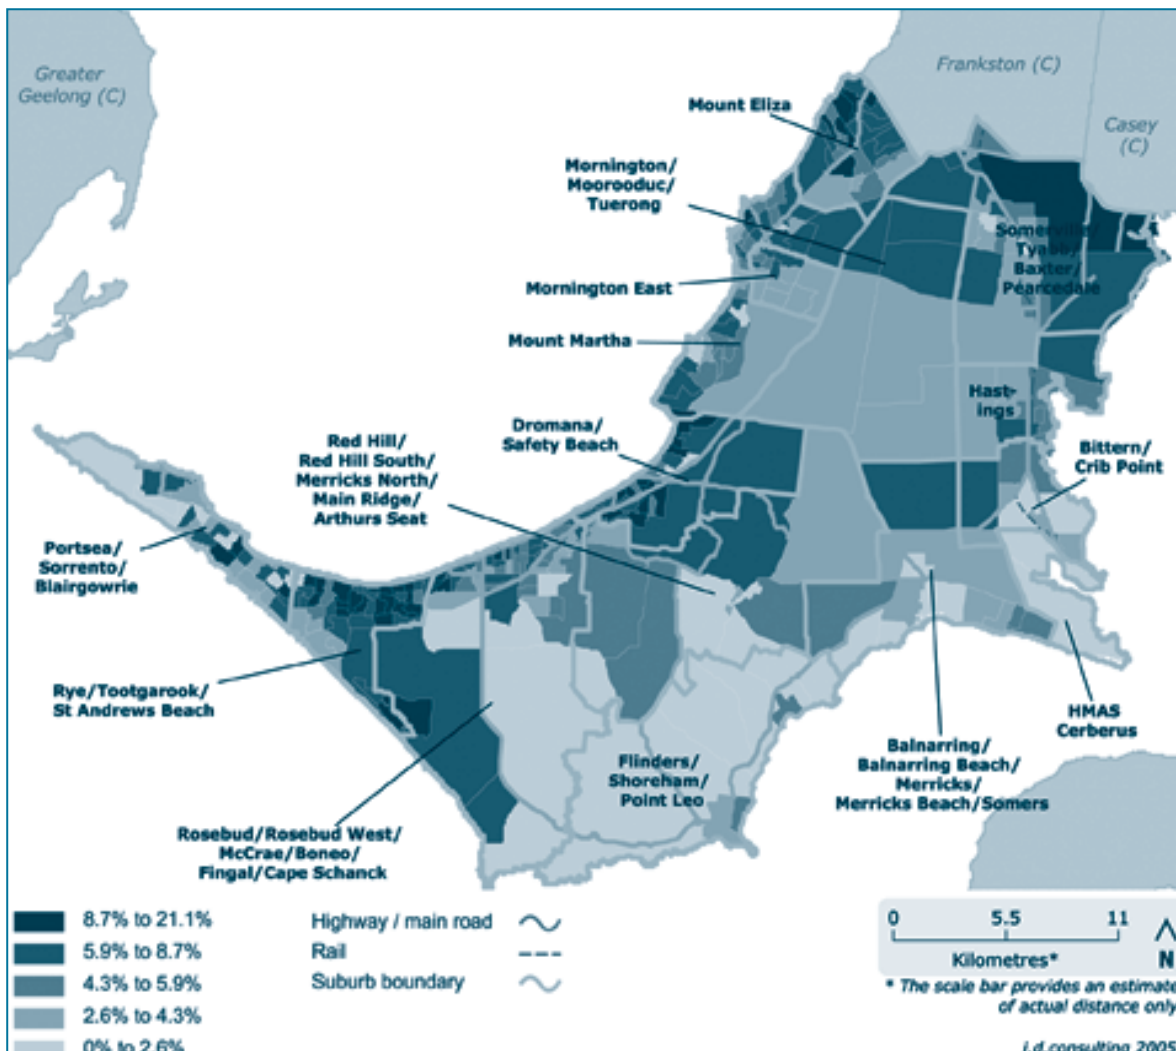 Greater
Geelong (C)
Frankston (C)
Casey
(C)
Mount Eliza
Mornington/
Moorooduc/
Tuerong
Somerville/
Tyabb/
Baxter/
Pearcedale
Mornington East
Mount Martha
Hast-
ings
Dromana/
Safety Beach
Red Hill/
Red Hill South/
Merricks North/
Main Ridge/
Arthurs Seat
Bittern/
Crib Point
Portsea/
Sorrento/
Blairgowrie
Rye/Tootgarook/
St Andrews Beach
HMAS
Cerberus
Flinders/
Shoreham/
Point Leo
Balnarring/
Balnarring Beach/
Merricks/
Merricks Beach/Somers
Rosebud/Rosebud West/
McCrae/Boneo/
Fingal/Cape Schanck
8.7% to 21.1%
5.9% to 8.7%
4.3% to 5.9%
2.6% to 4.3%
0% to 2.6%
Highway / main road
Rail
Suburb boundary
0 5.5 11
Kilometres*
N
* The scale bar provides an estimate
of actual distance only
i.d.consulting 2005